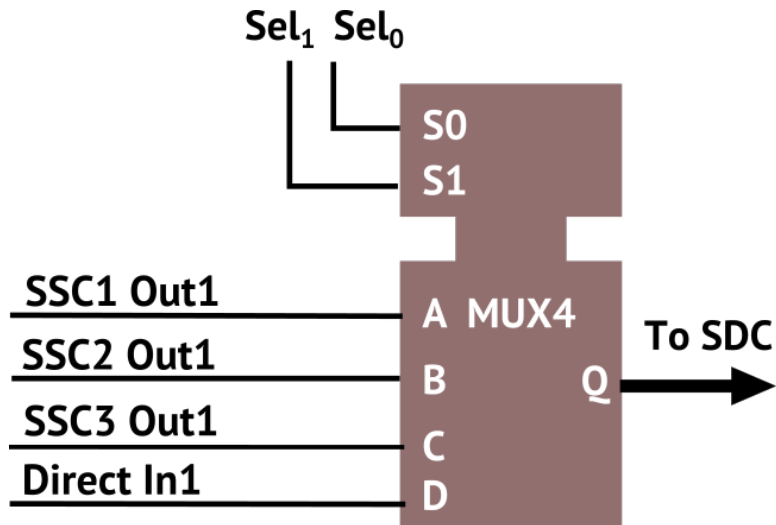 Sel₁ Sel₀
S0
S1
SSC1 Out1
A MUX4
SSC2 Out1
B
To SDC
Q
SSC3 Out1
C
Direct In1
D